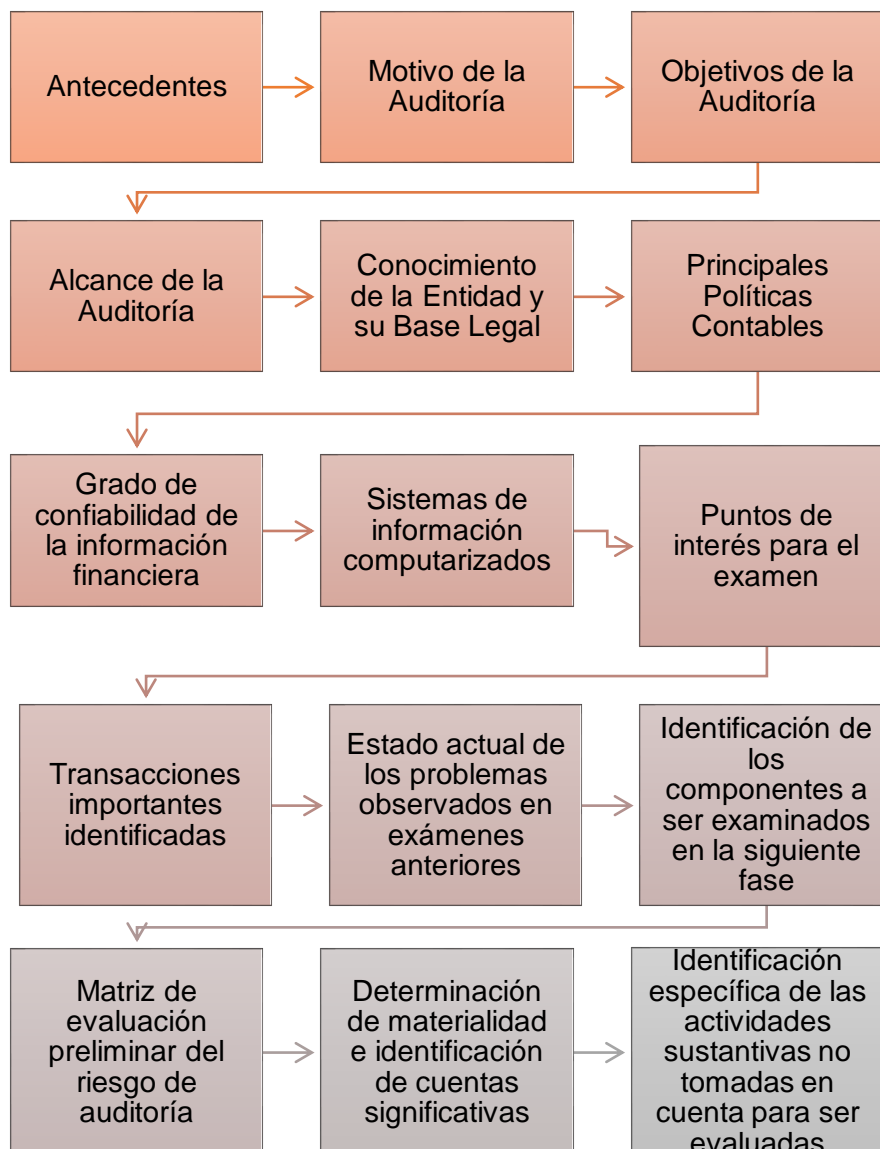 Antecedentes
Motivo de la
Auditoría
Objetivos de la
Auditoría
Alcance de la
Auditoría
Conocimiento
de la Entidad y
su Base Legal
Principales
Políticas
Contables
Grado de
confiabilidad de
la información
financiera
Sistemas de
información
computarizados
Puntos de
interés para el
examen
Transacciones
importantes
identificadas
Estado actual de
los problemas
observados en
exámenes
anteriores
Identificación de
los
componentes a
ser examinados
en la siguiente
fase
Matriz de
evaluación
preliminar del
riesgo de
auditoría
Determinación
de materialidad
e identificación
de cuentas
significativas
Identificación
específica de las
actividades
sustantivas no
tomadas en
cuenta para ser
evaluadas